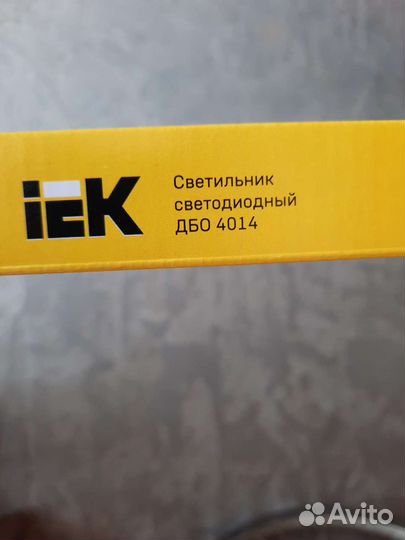 iEK
Светильник
светодиодный
ДБО 4014
Avito